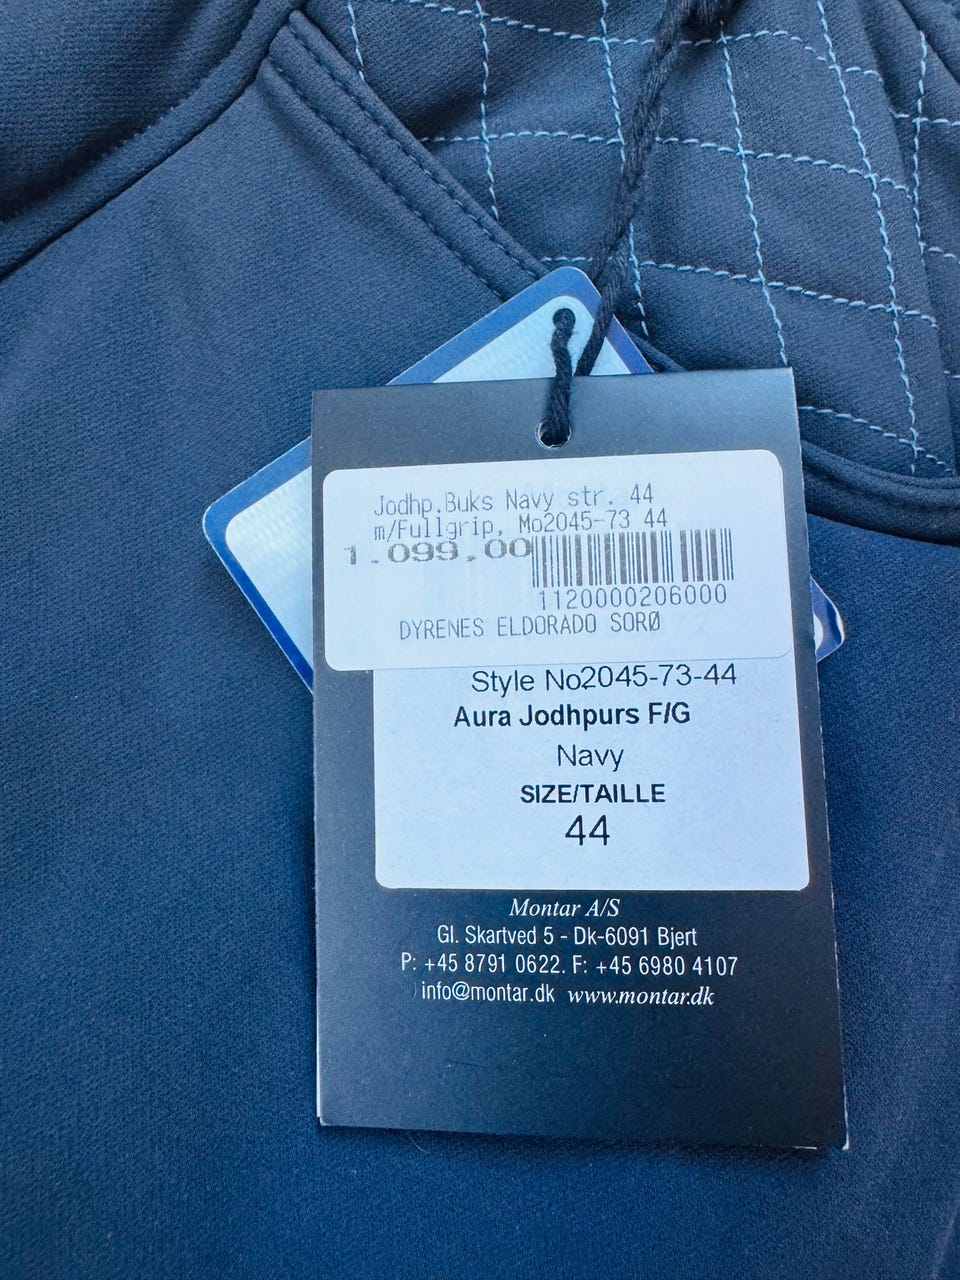 Jodhp.Buks Navy str. 44
m/Fullgrip, Mo2045-73 44
1.099,00
1120000206000
DYRENES ELDORADO SORØ
Style No2045-73-44
Aura Jodhpurs F/G
Navy
SIZE/TAILLE
44
Montar A/S
Gl. Skartved 5 - Dk-6091 Bjert
P: +45 8791 0622. F: +45 6980 4107
info@montar.dk www.montar.dk